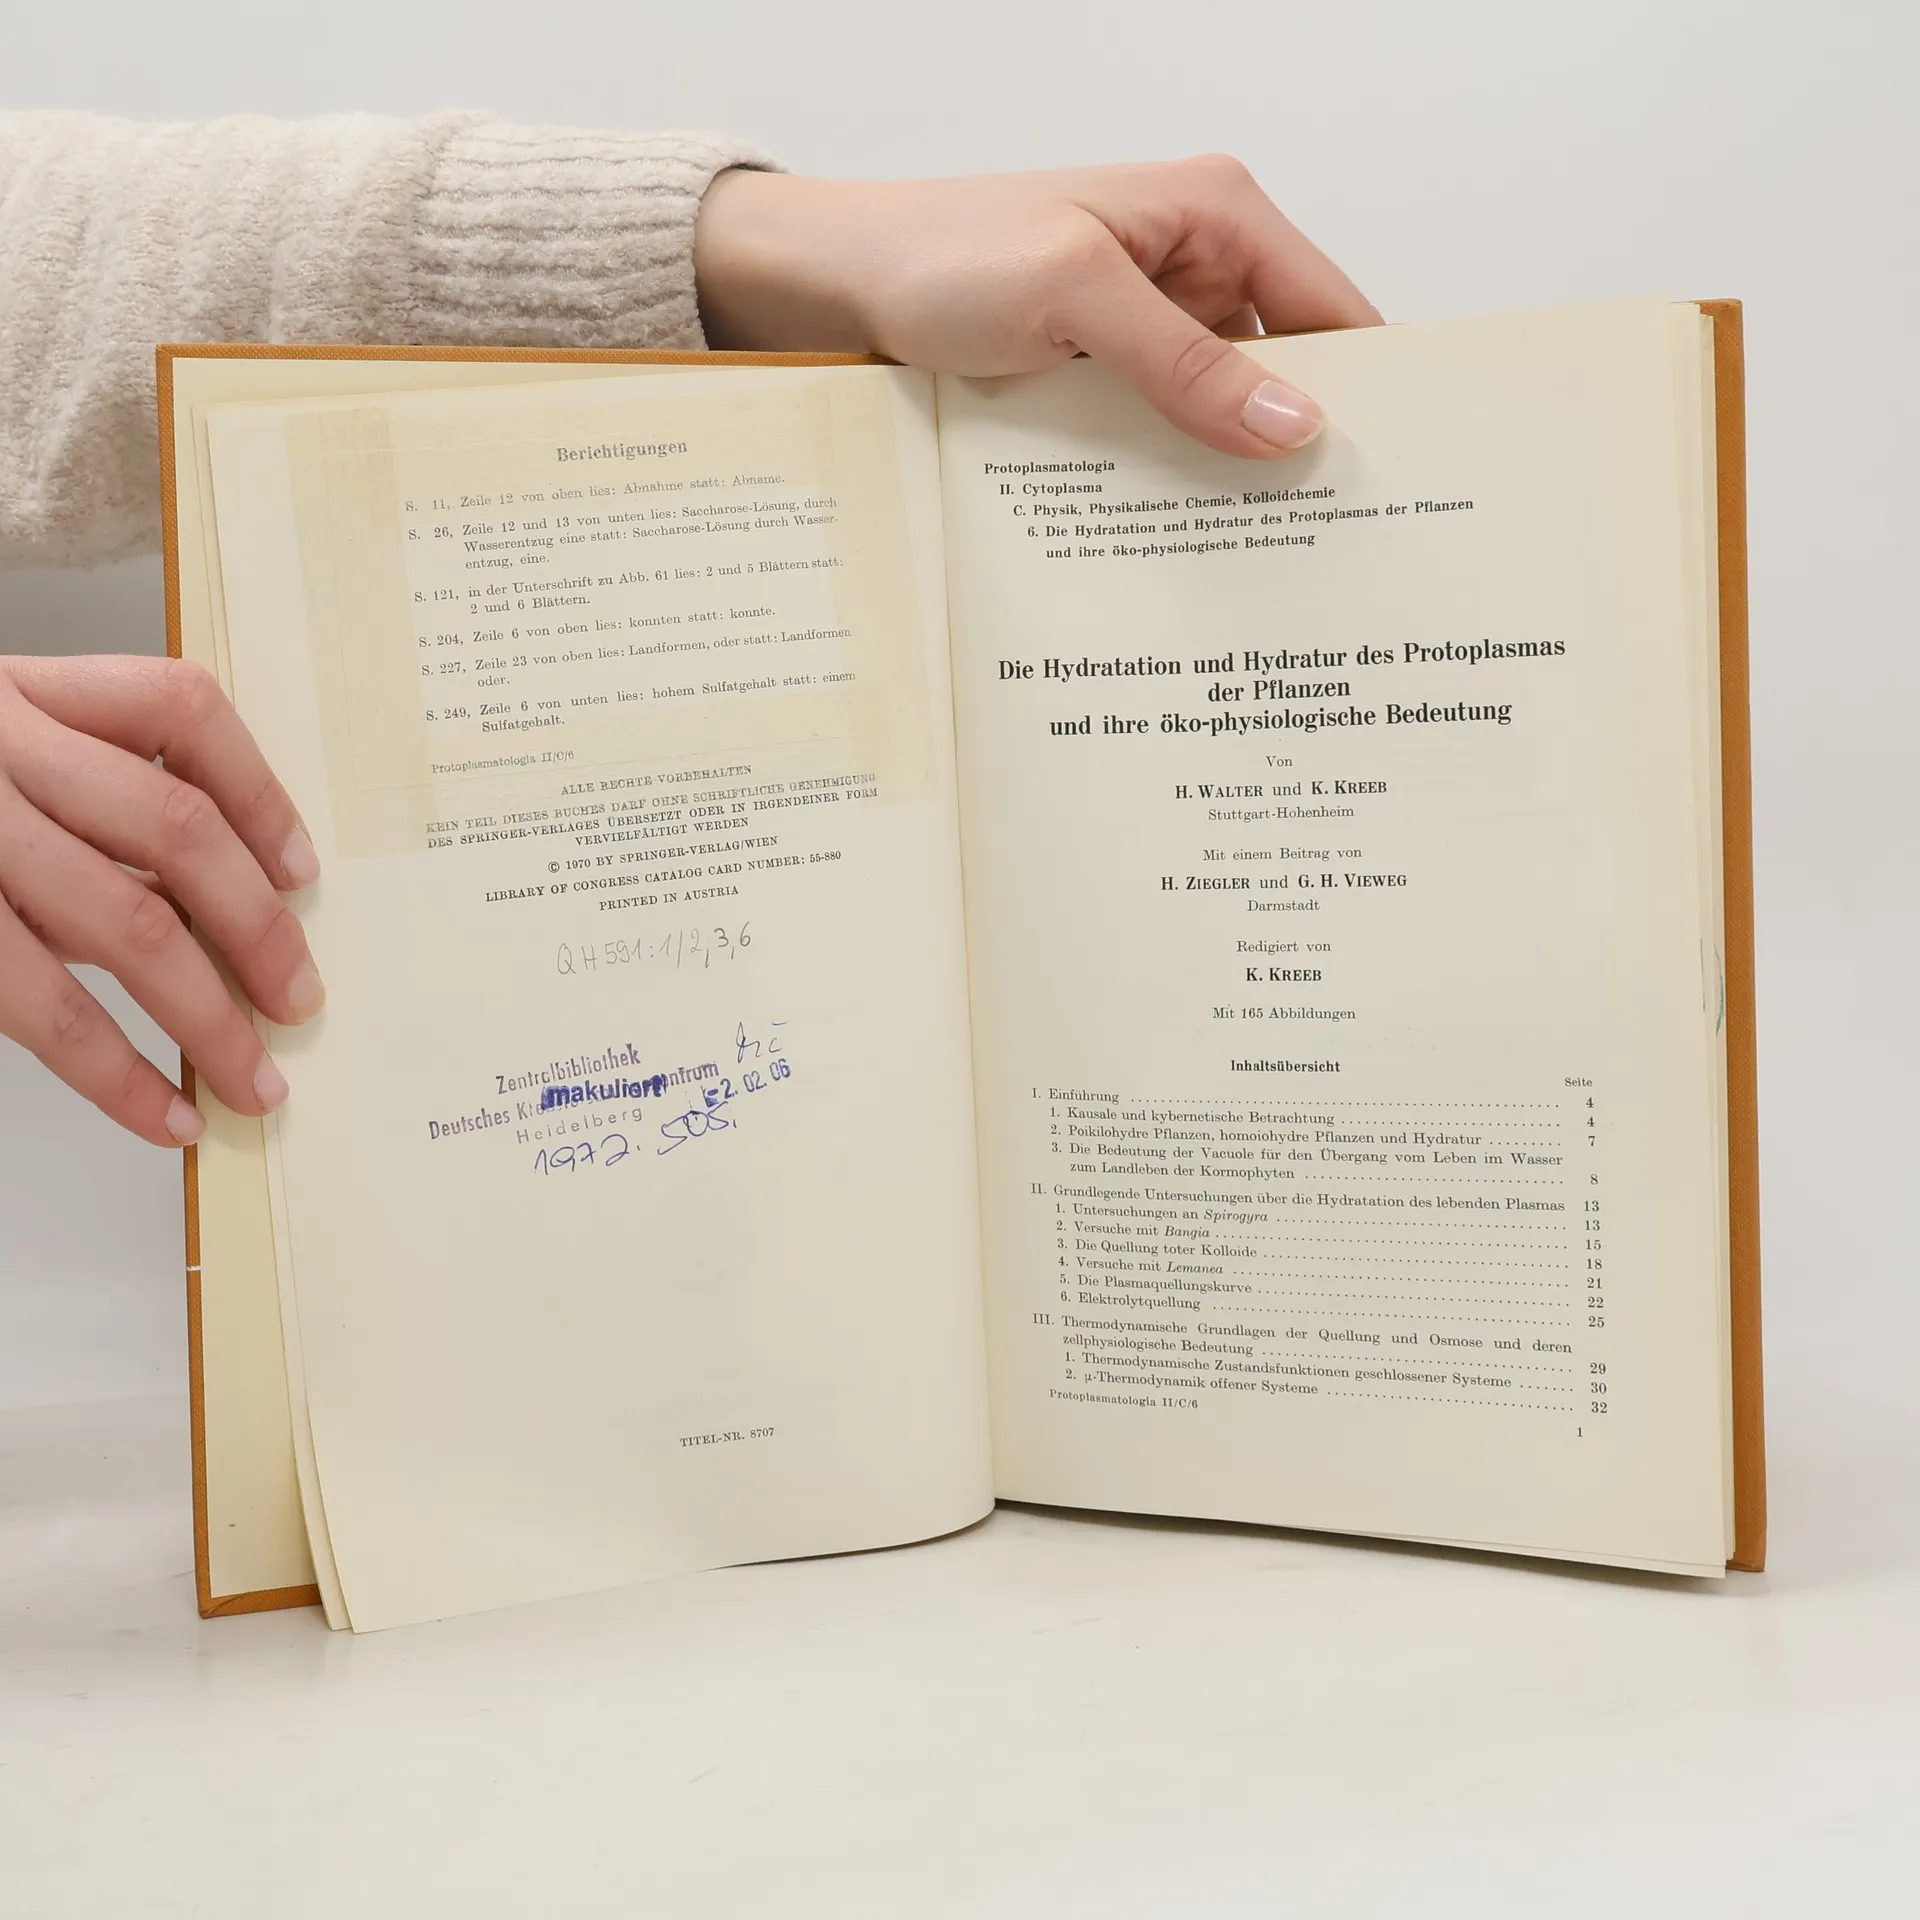 Berichtigungen
S. 11, Zeile 12 von oben lies: Abnahme statt: Abname.
S. 26, Zeile 12 und 13 von unten lies: Saccharose-Lösung, durch
Wasserentzug eine statt: Saccharose-Lösung durch Wasser-
entzug, eine.
S. 121, in der Unterschrift zu Abb. 61 lies: 2 und 5 Blättern statt:
2 und 6 Blättern.
S. 204, Zeile 6 von oben lies: konnten statt: konnte.
S. 227, Zeile 23 von oben lies: Landformen, oder statt: Landformen
oder.
S. 249, Zeile 6 von unten lies: hohem Sulfatgehalt statt: einem
Sulfatgehalt.
Protoplasmatologia II/C/6
ALLE RECHTE VORBEHALTEN
KEIN TEIL DIESES BUCHES DARF OHNE SCHRIFTLICHE GENEHMIGUNG
DES SPRINGER-VERLAGES ÜBERSETZT ODER IN IRGENDEINER FORM
VERVIELFÄLTIGT WERDEN
© 1970 BY SPRINGER-VERLAG/WIEN
LIBRARY OF CONGRESS CATALOG CARD NUMBER: 55-880
PRINTED IN AUSTRIA
QH 591:1/2,3,6
Zentralbibliothek
makuliert
-2. 02. 06
Deutsches
Heidelberg
1972. 505.
TITEL-NR. 8707
Protoplasmatologia
II. Cytoplasma
C. Physik, Physikalische Chemie, Kolloidchemie
6. Die Hydratation und Hydratur des Protoplasmas der Pflanzen
und ihre öko-physiologische Bedeutung
Die Hydratation und Hydratur des Protoplasmas
der Pflanzen
und ihre öko-physiologische Bedeutung
Von
H. WALTER und K. KREEB
Stuttgart-Hohenheim
Mit einem Beitrag von
H. ZIEGLER und G. H. VIEWEG
Darmstadt
Redigiert von
K. KREEB
Mit 165 Abbildungen
Inhaltsübersicht
Seite
I. Einführung 4
1. Kausale und kybernetische Betrachtung 4
2. Poikilohydre Pflanzen, homoiohydre Pflanzen und Hydratur 7
3. Die Bedeutung der Vacuole für den Übergang vom Leben im Wasser
zum Landleben der Kormophyten 8
II. Grundlegende Untersuchungen über die Hydratation des lebenden Plasmas 13
1. Untersuchungen an Spirogyra 13
2. Versuche mit Bangia 15
3. Die Quellung toter Kolloide 18
4. Versuche mit Lemanea 21
5. Die Plasmaquellungskurve 22
6. Elektrolytquellung 25
III. Thermodynamische Grundlagen der Quellung und Osmose und deren
zellphysiologische Bedeutung 29
1. Thermodynamische Zustandsfunktionen geschlossener Systeme 30
2. μ-Thermodynamik offener Systeme 32
Protoplasmatologia II/C/6
1